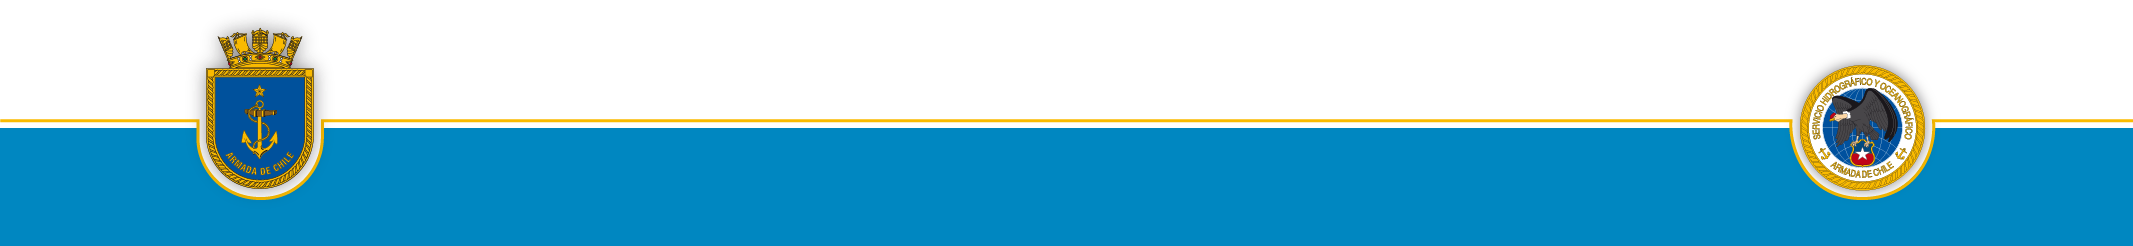 ARMADA DE CHILE
SERVICIO HIDROGRÁFICO Y OCEANOGRÁFICO
ARMADA DE CHILE